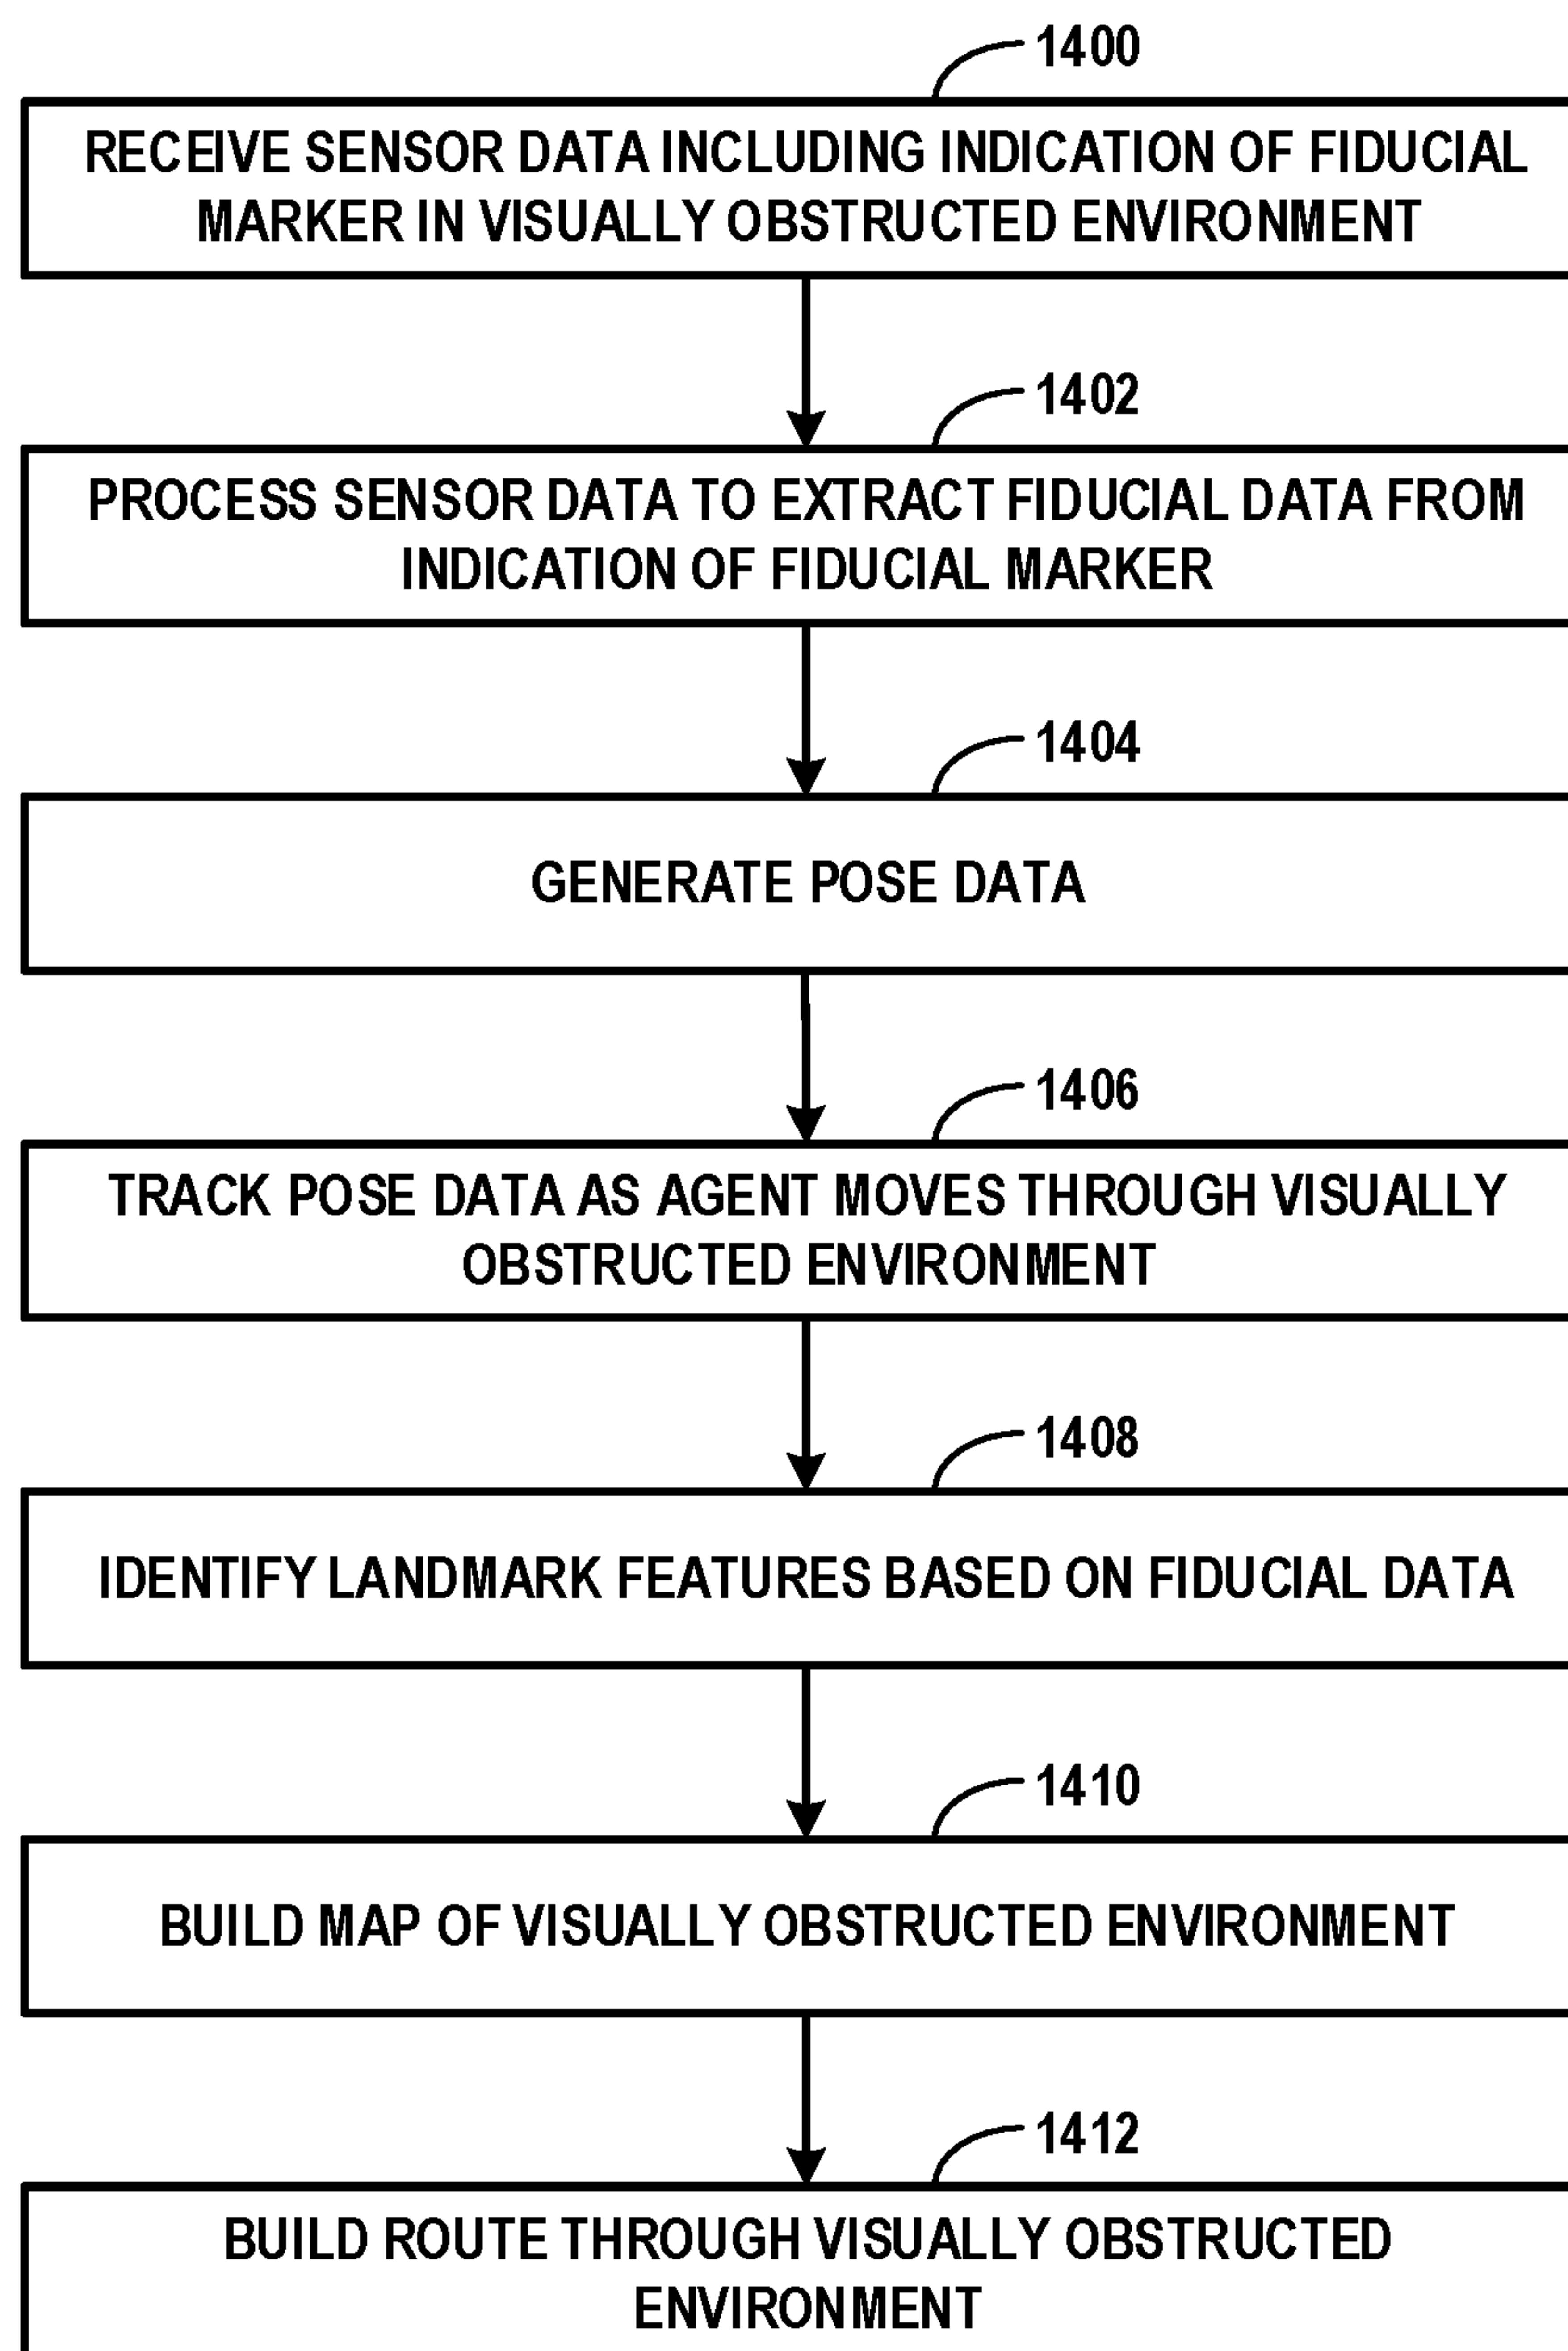 1400
RECEIVE SENSOR DATA INCLUDING INDICATION OF FIDUCIAL
MARKER IN VISUALLY OBSTRUCTED ENVIRONMENT
1402
PROCESS SENSOR DATA TO EXTRACT FIDUCIAL DATA FROM
INDICATION OF FIDUCIAL MARKER
1404
GENERATE POSE DATA
1406
TRACK POSE DATA AS AGENT MOVES THROUGH VISUALLY
OBSTRUCTED ENVIRONMENT
1408
IDENTIFY LANDMARK FEATURES BASED ON FIDUCIAL DATA
1410
BUILD MAP OF VISUALLY OBSTRUCTED ENVIRONMENT
1412
BUILD ROUTE THROUGH VISUALLY OBSTRUCTED
ENVIRONMENT